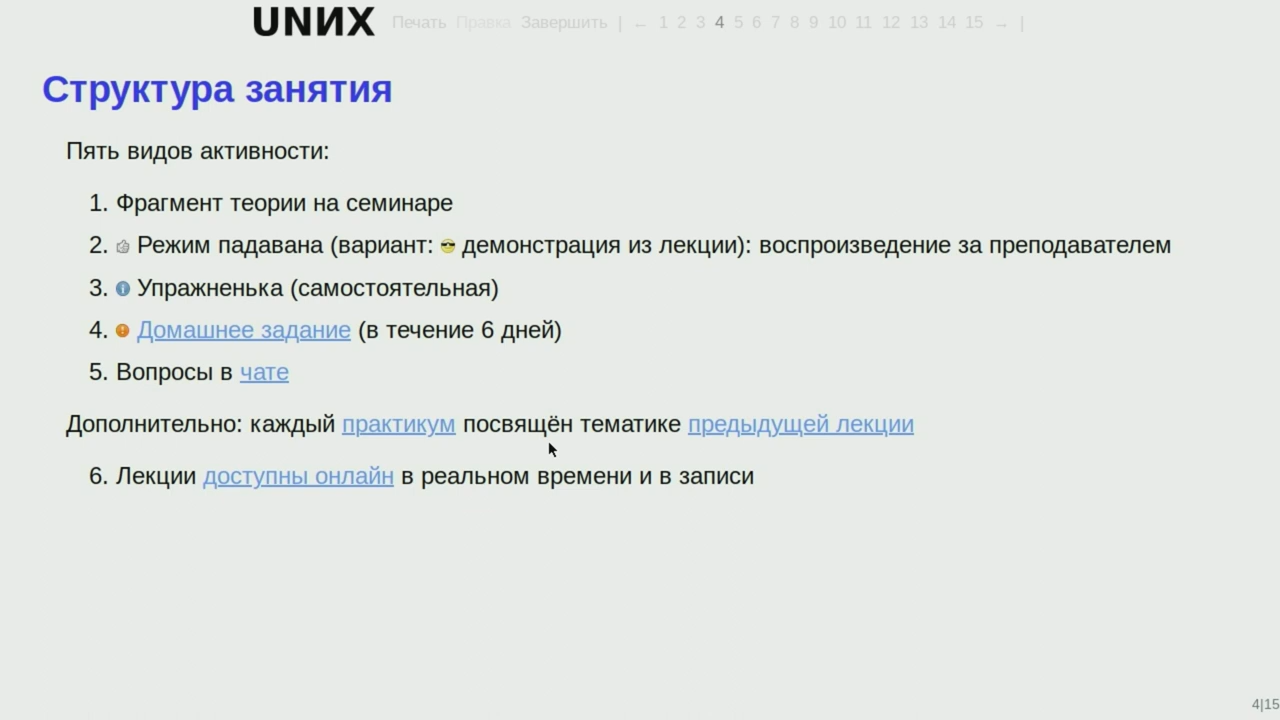 UNИX Печать Правка Завершить | ← 1 2 3 4 5 6 7 8 9 10 11 12 13 14 15 → |
Структура занятия
Пять видов активности:
1. Фрагмент теории на семинаре
2. Режим падавана (вариант: демонстрация из лекции): воспроизведение за преподавателем
3. Упражненька (самостоятельная)
4. Домашнее задание (в течение 6 дней)
5. Вопросы в чате
Дополнительно: каждый практикум посвящён тематике предыдущей лекции
6. Лекции доступны онлайн в реальном времени и в записи
4|15